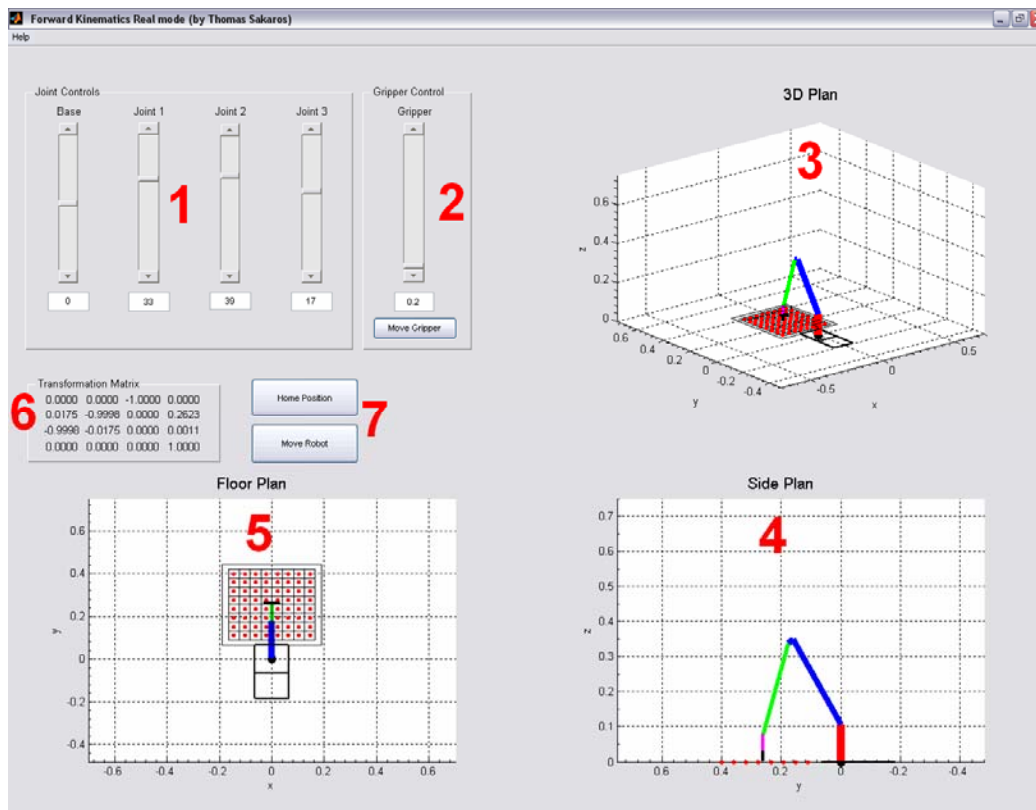 Forward Kinematics Real mode (by Thomas Sakaros)
Help
Joint Controls
Base Joint 1 Joint 2 Joint 3
1
0 33 39 17
Gripper Control
Gripper
2
0.2
Move Gripper
3D Plan
3
0.6
0.4
0.2
0
z
0.6 0.4 0.2 0 -0.2 -0.4
y
-0.5 0 0.5
x
6
Transformation Matrix
0.0000 0.0000 -1.0000 0.0000
0.0175 -0.9998 0.0000 0.2623
-0.9998 -0.0175 0.0000 0.0011
0.0000 0.0000 0.0000 1.0000
Home Position
7
Move Robot
Floor Plan
5
0.6
0.4
0.2
0
-0.2
-0.4
y
-0.6 -0.4 -0.2 0 0.2 0.4 0.6
x
Side Plan
4
0.7
0.6
0.5
0.4
0.3
0.2
0.1
0
z
0.6 0.4 0.2 0 -0.2 -0.4
y